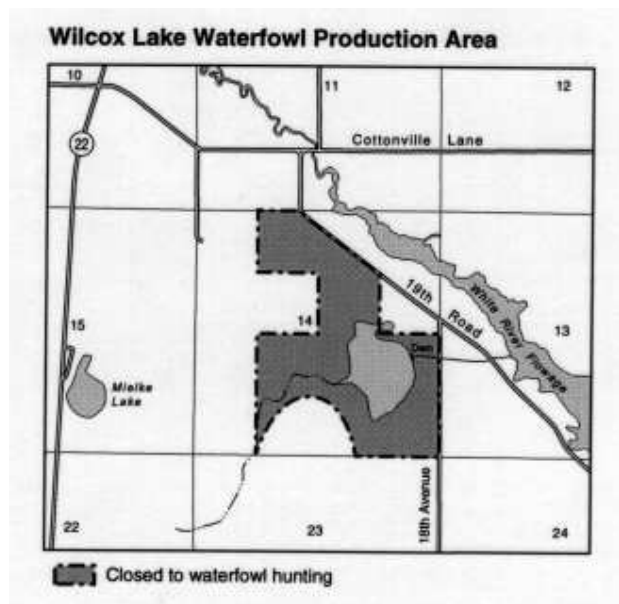 Wilcox Lake Waterfowl Production Area
10
11
12
22
Cottonville Lane
19th Road
White River Flowage
15
14
13
Dam
Mielke
Lake
18th Avenue
22
23
24
Closed to waterfowl hunting